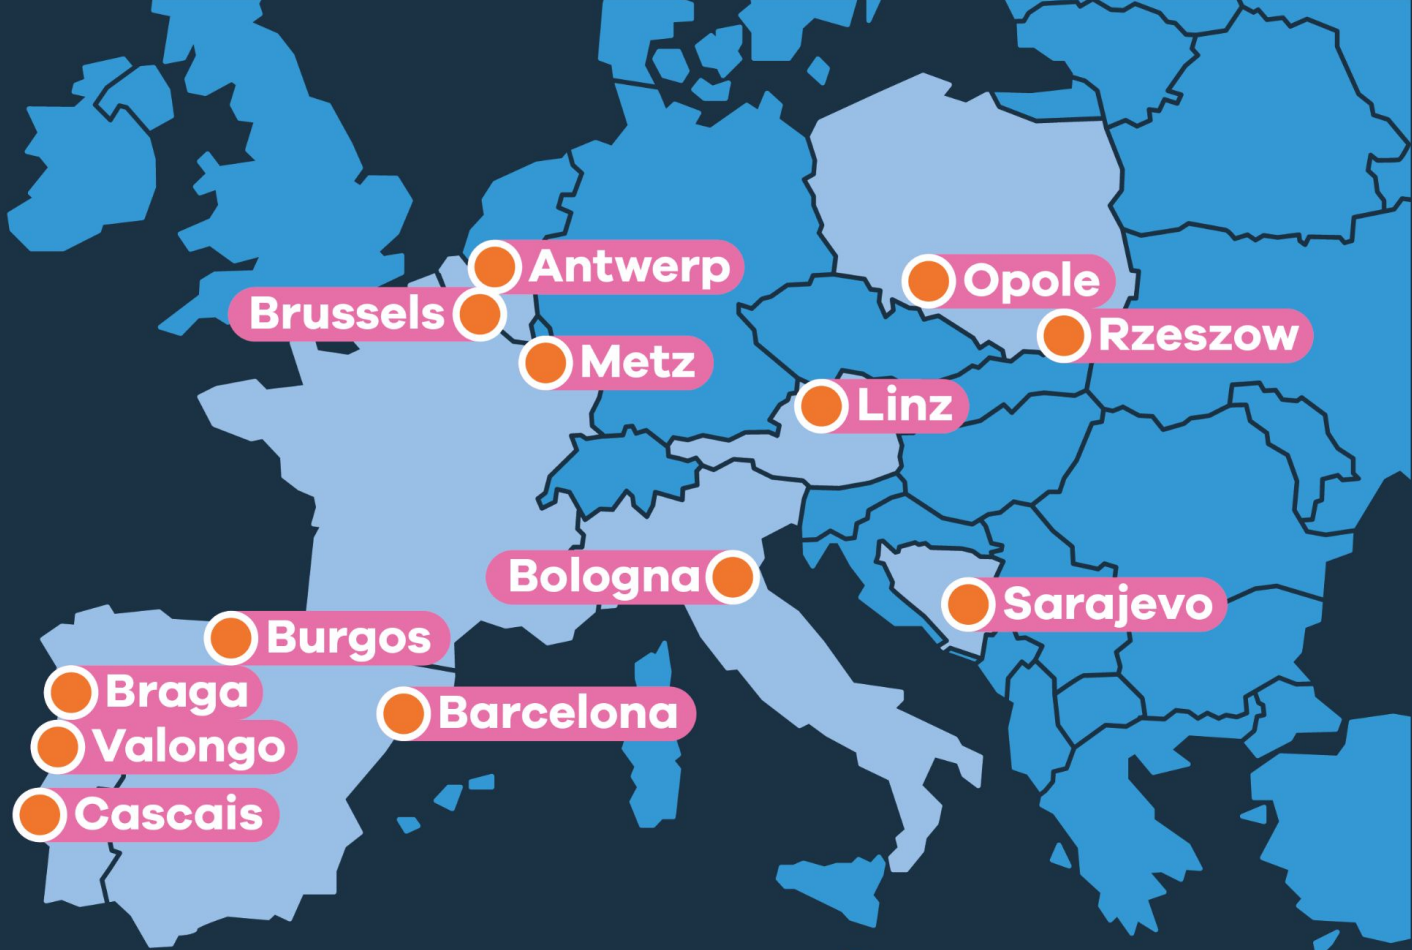 Antwerp
Opole
Brussels
Rzeszow
Metz
Linz
Bologna
Sarajevo
Burgos
Braga
Barcelona
Valongo
Cascais